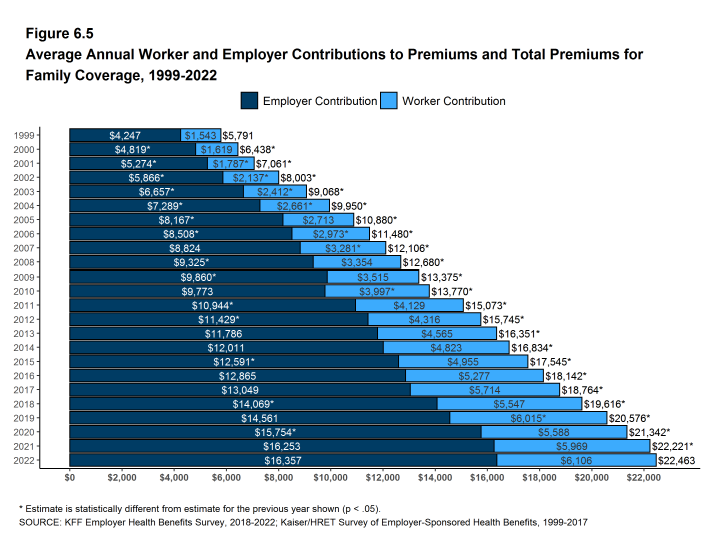 Figure 6.5
Average Annual Worker and Employer Contributions to Premiums and Total Premiums for
Family Coverage, 1999-2022
Employer Contribution Worker Contribution
1999 $4,247 $1,543 $5,791
2000 $4,819* $1,619 $6,438*
2001 $5,274* $1,787* $7,061*
2002 $5,866* $2,137* $8,003*
2003 $6,657* $2,412* $9,068*
2004 $7,289* $2,661* $9,950*
2005 $8,167* $2,713 $10,880*
2006 $8,508* $2,973* $11,480*
2007 $8,824 $3,281* $12,106*
2008 $9,325* $3,354 $12,680*
2009 $9,860* $3,515 $13,375*
2010 $9,773 $3,997* $13,770*
2011 $10,944* $4,129 $15,073*
2012 $11,429* $4,316 $15,745*
2013 $11,786 $4,565 $16,351*
2014 $12,011 $4,823 $16,834*
2015 $12,591* $4,955 $17,545*
2016 $12,865 $5,277 $18,142*
2017 $13,049 $5,714 $18,764*
2018 $14,069* $5,547 $19,616*
2019 $14,561 $6,015* $20,576*
2020 $15,754* $5,588 $21,342*
2021 $16,253 $5,969 $22,221*
2022 $16,357 $6,106 $22,463
$0 $2,000 $4,000 $6,000 $8,000 $10,000 $12,000 $14,000 $16,000 $18,000 $20,000 $22,000
* Estimate is statistically different from estimate for the previous year shown (p < .05).
SOURCE: KFF Employer Health Benefits Survey, 2018-2022; Kaiser/HRET Survey of Employer-Sponsored Health Benefits, 1999-2017